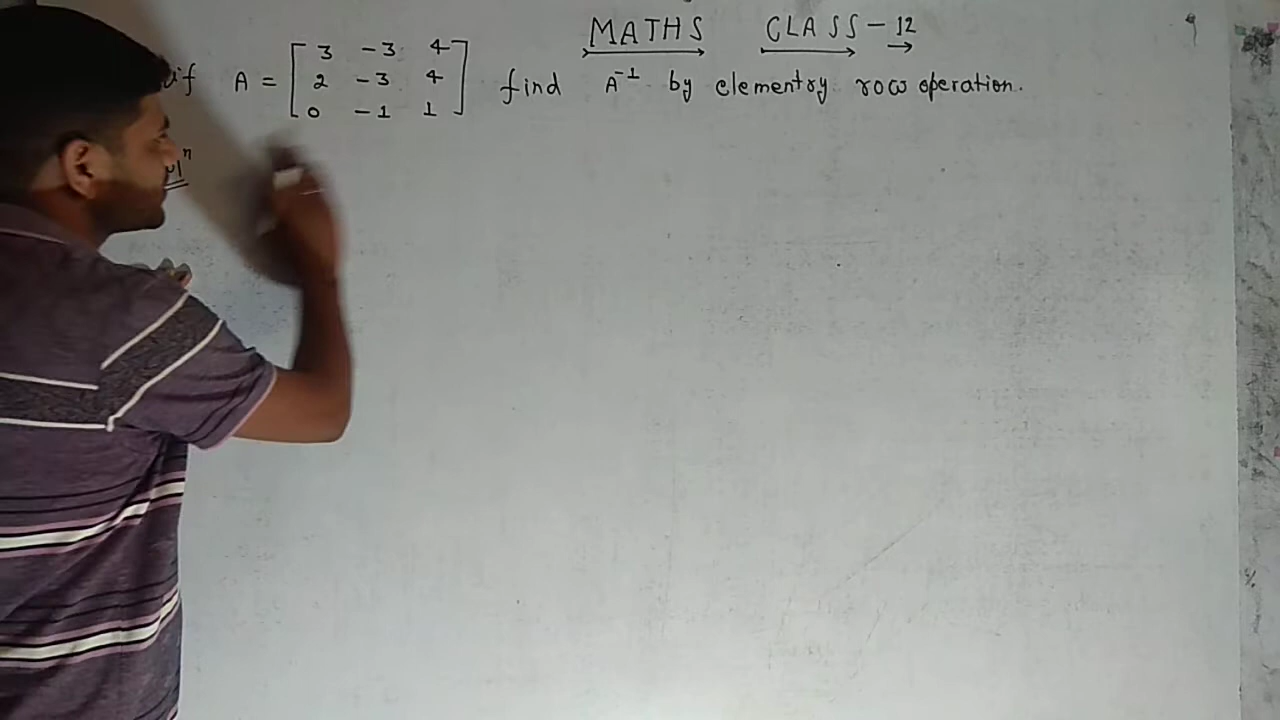 MATHS CLASS - 12
if A = [ 3 -3 4
2 -3 4
0 -1 1 ] find A⁻¹ by elementry row operation.